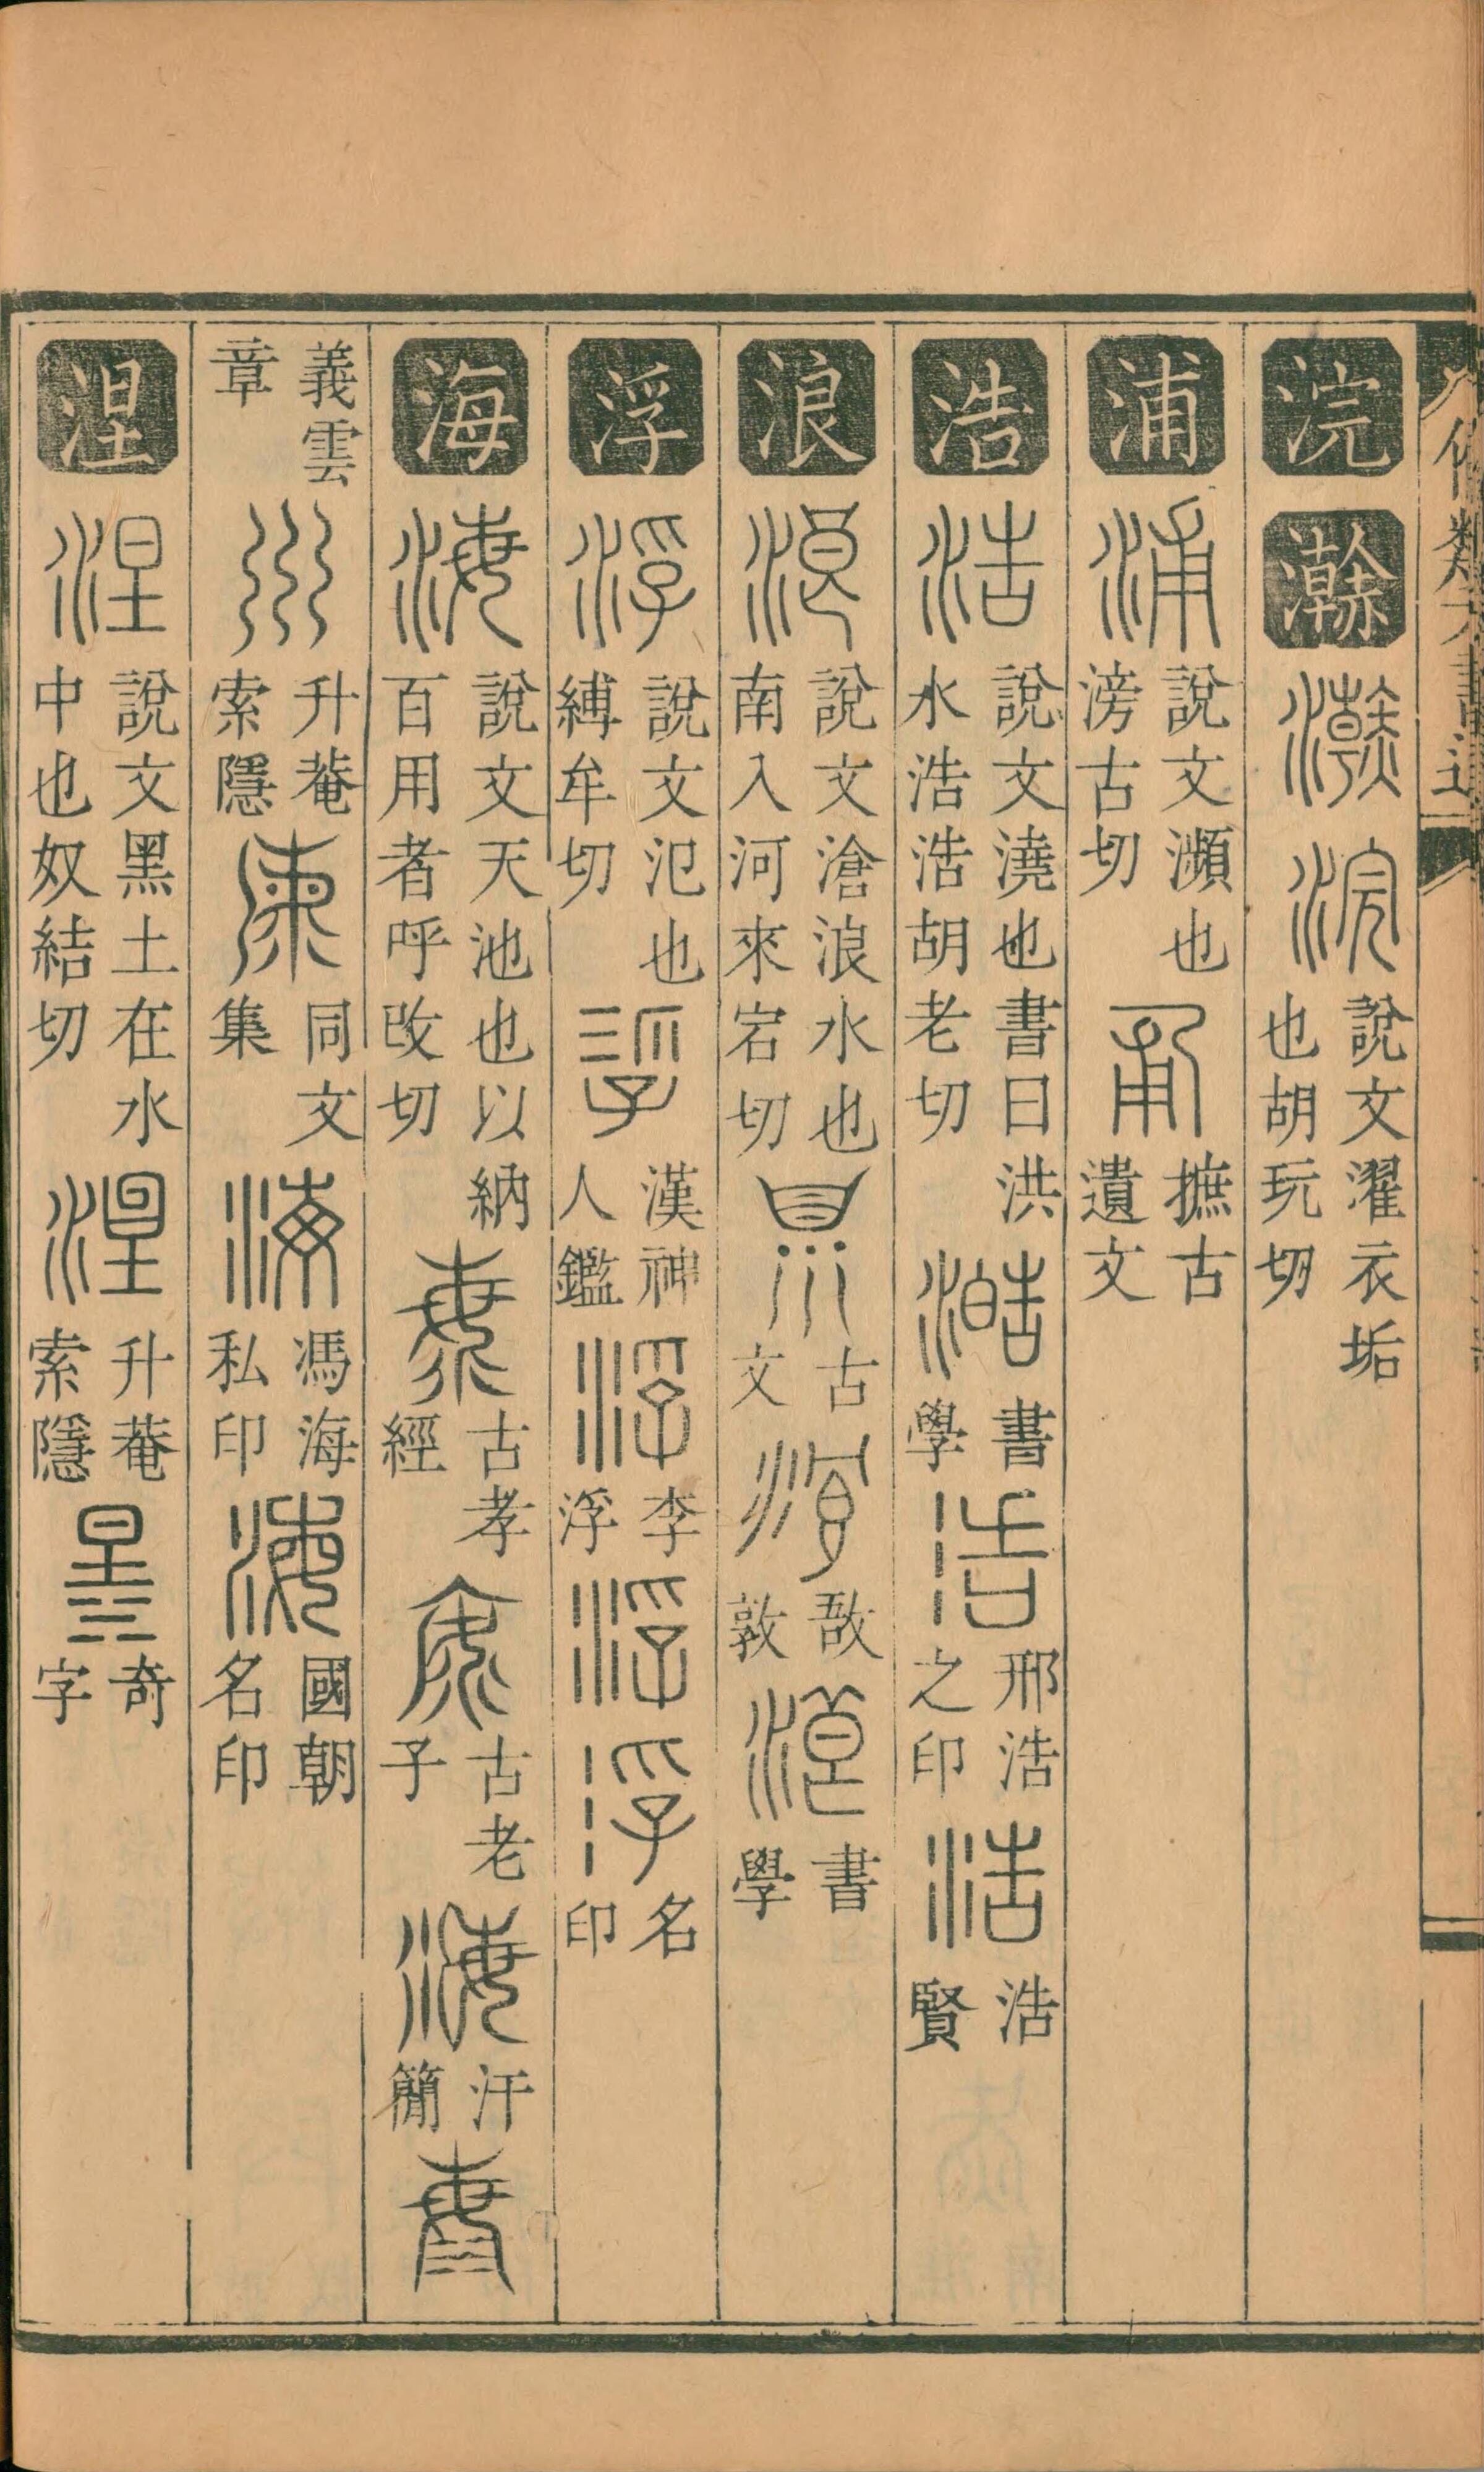 浣 說文濯衣垢也胡玩切
浦 說文瀕也滂古切 摭古遺文
浩 說文澆也書曰洪水浩浩胡老切 書學 邢浩之印 浩賢
浪 說文滄浪水也南入河來宕切 古文 敔敦 書學
浮 說文氾也縛牟切 漢神人鑑 李浮 名印
海 說文天池也以納百用者呼改切 古孝經 古老子 汗簡
義雲章 升菴索隱 同文集 馮海私印 國朝名印
涅 說文黑土在水中也奴結切 升菴索隱 奇字